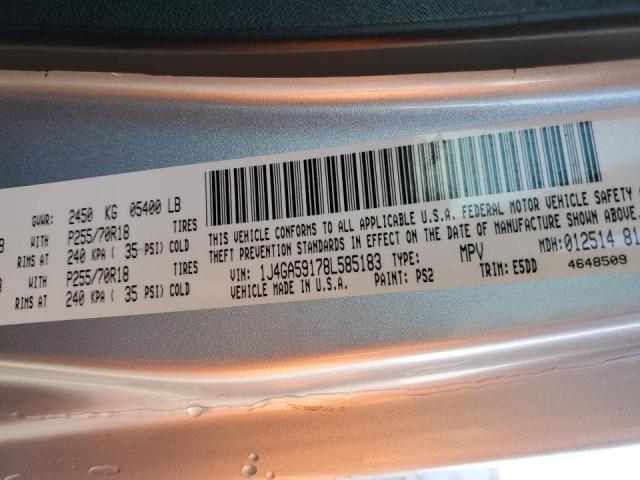 GVWR: 2450 KG 05400 LB
WITH P255/70R18 TIRES
RIMS AT 240 KPA ( 35 PSI) COLD
WITH P255/70R18 TIRES
RIMS AT 240 KPA ( 35 PSI) COLD
THIS VEHICLE CONFORMS TO ALL APPLICABLE U.S.A. FEDERAL MOTOR VEHICLE SAFETY
THEFT PREVENTION STANDARDS IN EFFECT ON THE DATE OF MANUFACTURE SHOWN ABOVE
VIN: 1J4GA59178L585183 TYPE: MPV MDH: 012514 81
VEHICLE MADE IN U.S.A. PAINT: PS2 TRIM: E5DD 4648509